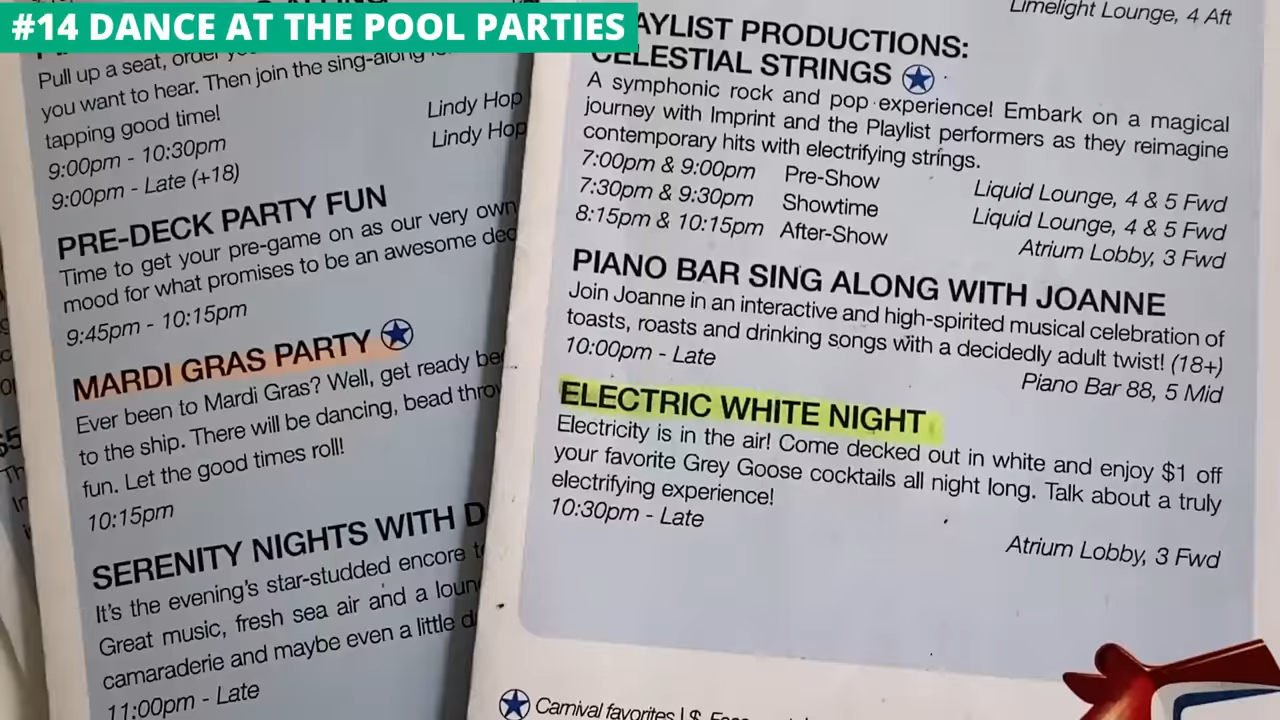 #14 DANCE AT THE POOL PARTIES
Pull up a seat, order
you want to hear. Then join the sing-along
tapping good time!
Lindy Hop
9:00pm - 10:30pm
Lindy Hop
9:00pm - Late (+18)
PRE-DECK PARTY FUN
Time to get your pre-game on as our very own
mood for what promises to be an awesome
9:45pm - 10:15pm
MARDI GRAS PARTY
Ever been to Mardi Gras? Well, get ready
to the ship. There will be dancing, bead
fun. Let the good times roll!
10:15pm
SERENITY NIGHTS WITH
It's the evening's star-studded encore
Great music, fresh sea air and a
camaraderie and maybe even a little
11:00pm - Late
Limelight Lounge, 4 Aft
PRODUCTIONS:
CELESTIAL STRINGS
A symphonic rock and pop experience! Embark on a magical
journey with Imprint and the Playlist performers as they reimagine
contemporary hits with electrifying strings.
7:00pm & 9:00pm Pre-Show Liquid Lounge, 4 & 5 Fwd
7:30pm & 9:30pm Showtime Liquid Lounge, 4 & 5 Fwd
8:15pm & 10:15pm After-Show Atrium Lobby, 3 Fwd
PIANO BAR SING ALONG WITH JOANNE
Join Joanne in an interactive and high-spirited musical celebration of
toasts, roasts and drinking songs with a decidedly adult twist! (18+)
10:00pm - Late
Piano Bar 88, 5 Mid
ELECTRIC WHITE NIGHT
Electricity is in the air! Come decked out in white and enjoy $1 off
your favorite Grey Goose cocktails all night long. Talk about a truly
electrifying experience!
10:30pm - Late
Atrium Lobby, 3 Fwd
Carnival favorites | $